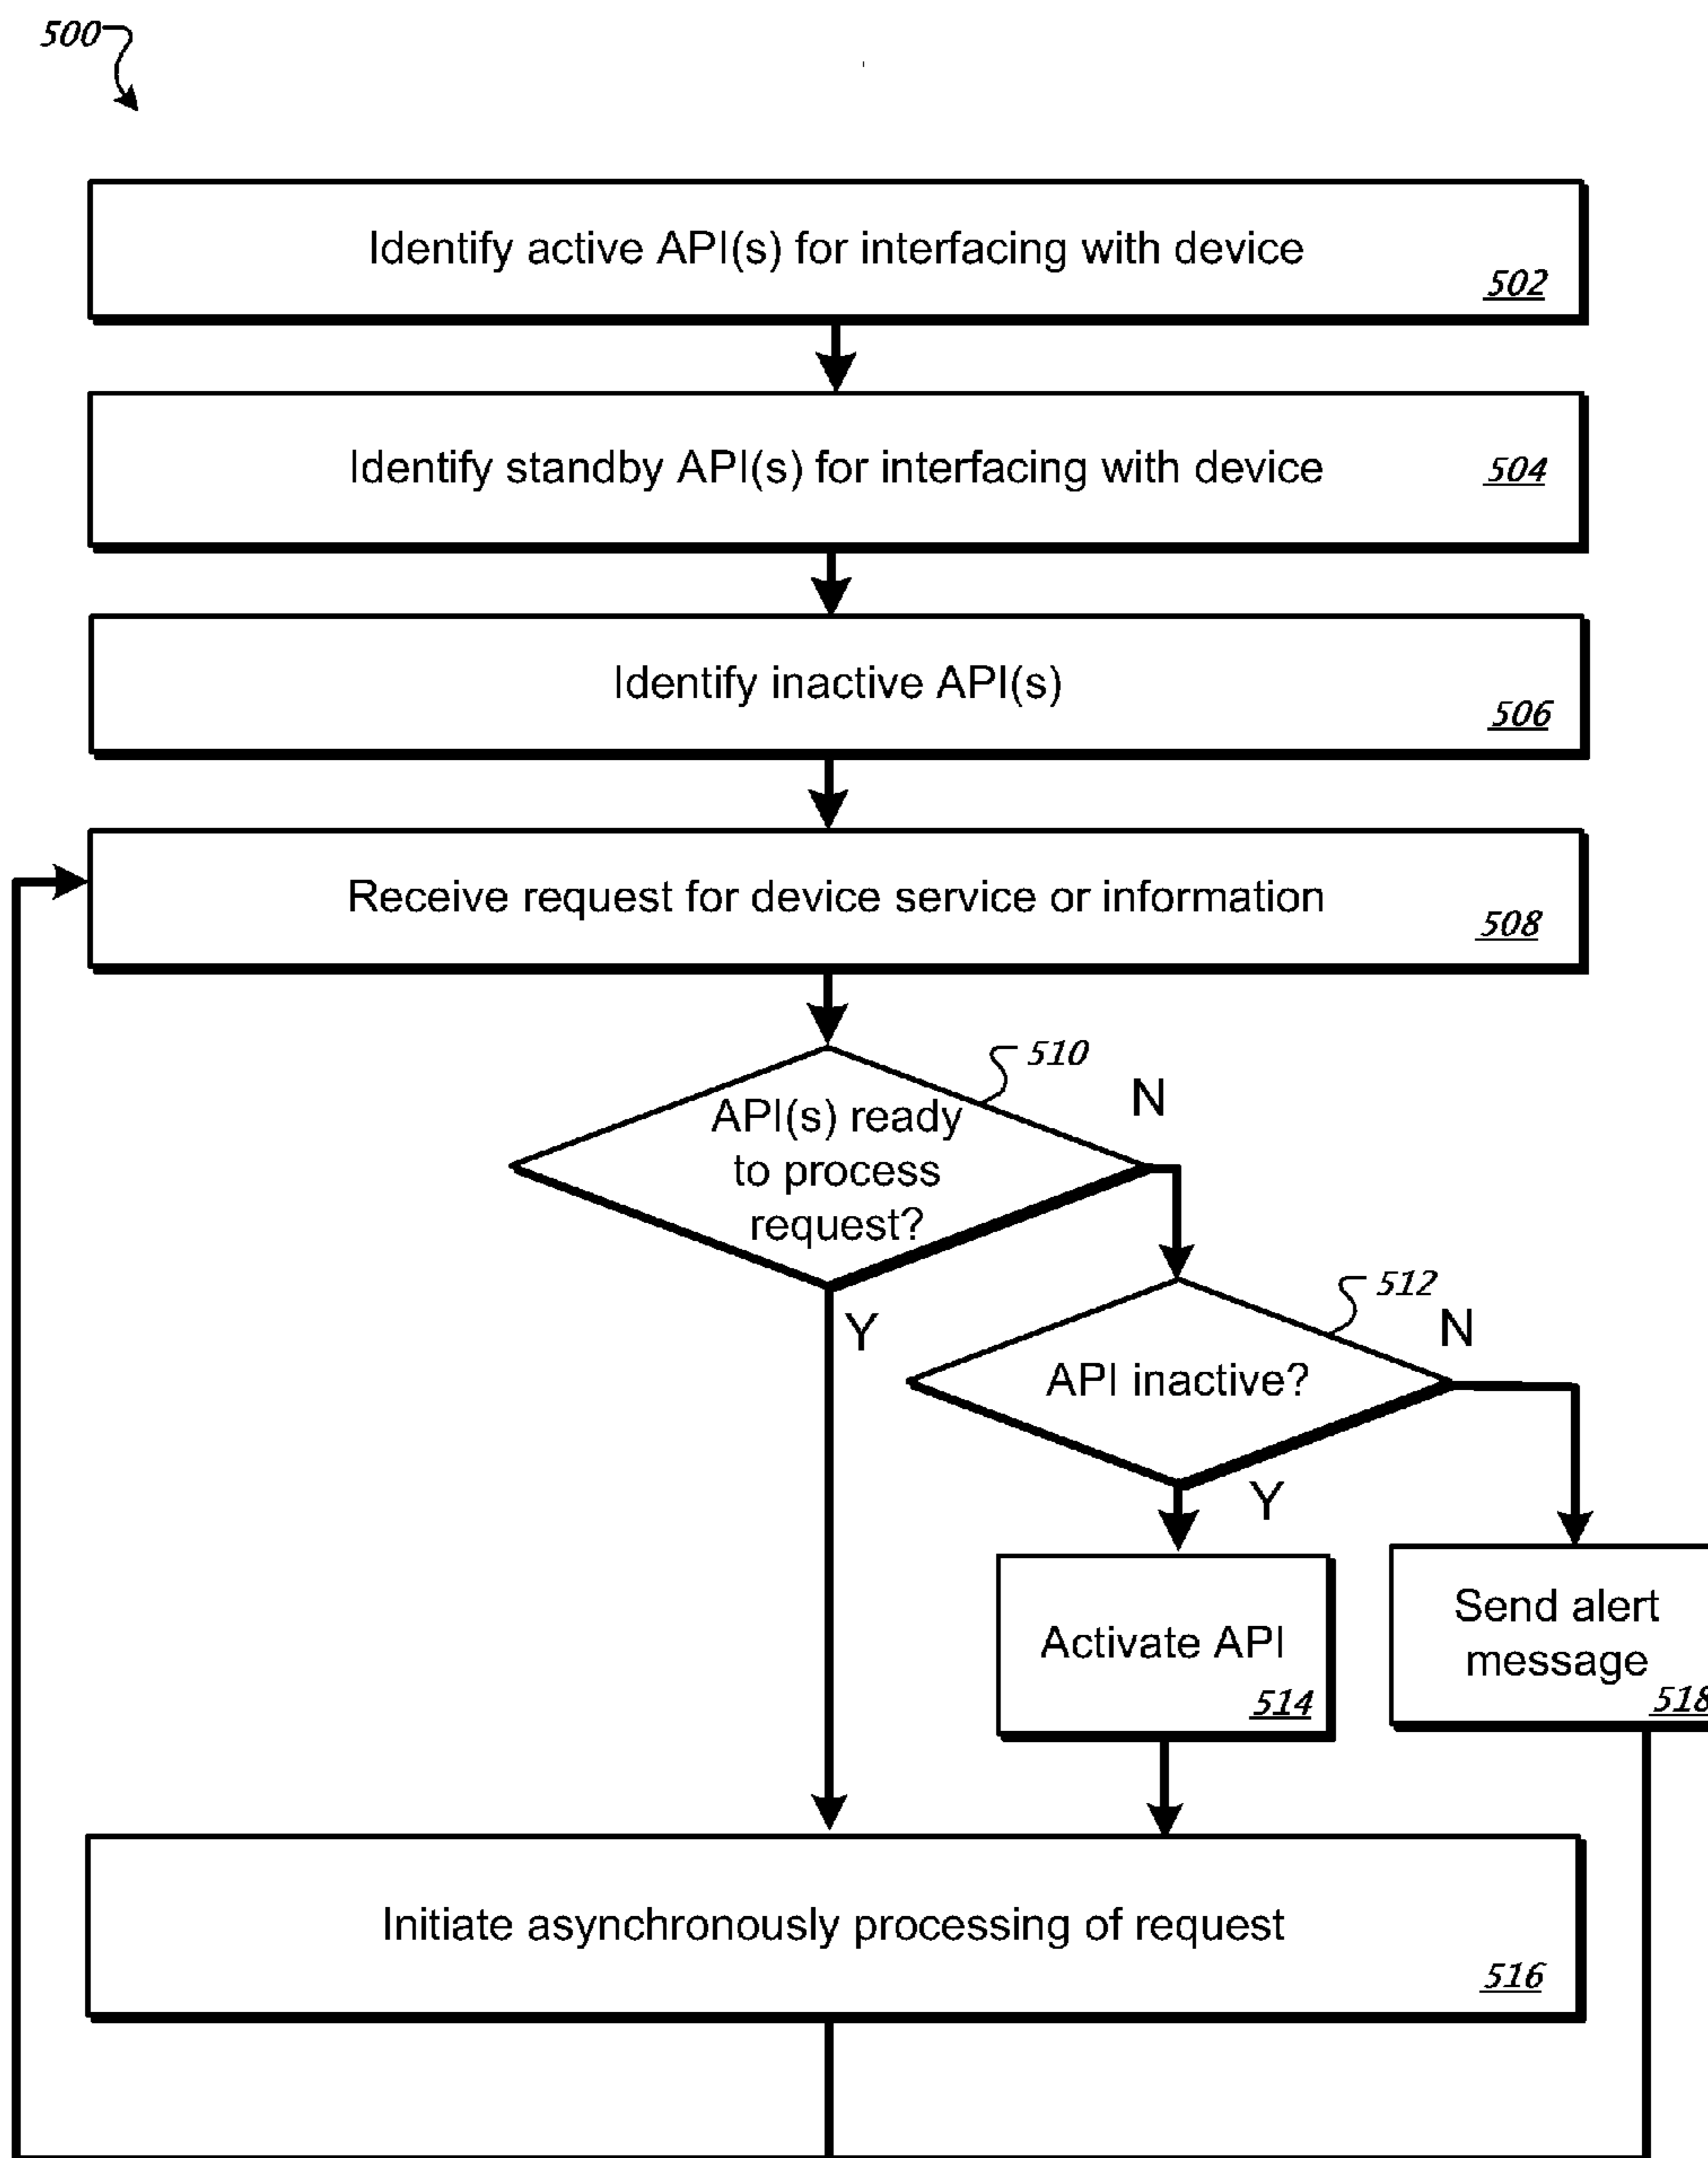 500
Identify active API(s) for interfacing with device
502
Identify standby API(s) for interfacing with device
504
Identify inactive API(s)
506
Receive request for device service or information
508
510
N
API(s) ready
to process
request?
Y
512
N
API inactive?
Y
Activate API
514
Send alert
message
518
Initiate asynchronously processing of request
516